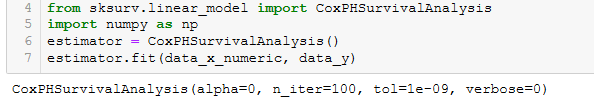 4 from sksurv.linear_model import CoxPHSurvivalAnalysis
5 import numpy as np
6 estimator = CoxPHSurvivalAnalysis()
7 estimator.fit(data_x_numeric, data_y)
CoxPHSurvivalAnalysis(alpha=0, n_iter=100, tol=1e-09, verbose=0)